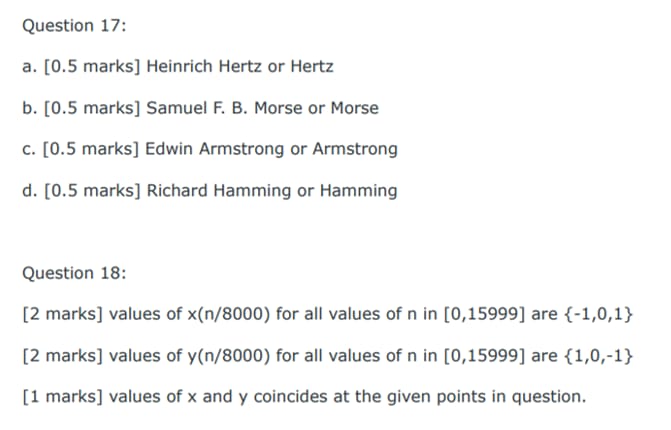 Question 17:
a. [0.5 marks] Heinrich Hertz or Hertz
b. [0.5 marks] Samuel F. B. Morse or Morse
c. [0.5 marks] Edwin Armstrong or Armstrong
d. [0.5 marks] Richard Hamming or Hamming
Question 18:
[2 marks] values of x(n/8000) for all values of n in [0,15999] are {-1,0,1}
[2 marks] values of y(n/8000) for all values of n in [0,15999] are {1,0,-1}
[1 marks] values of x and y coincides at the given points in question.